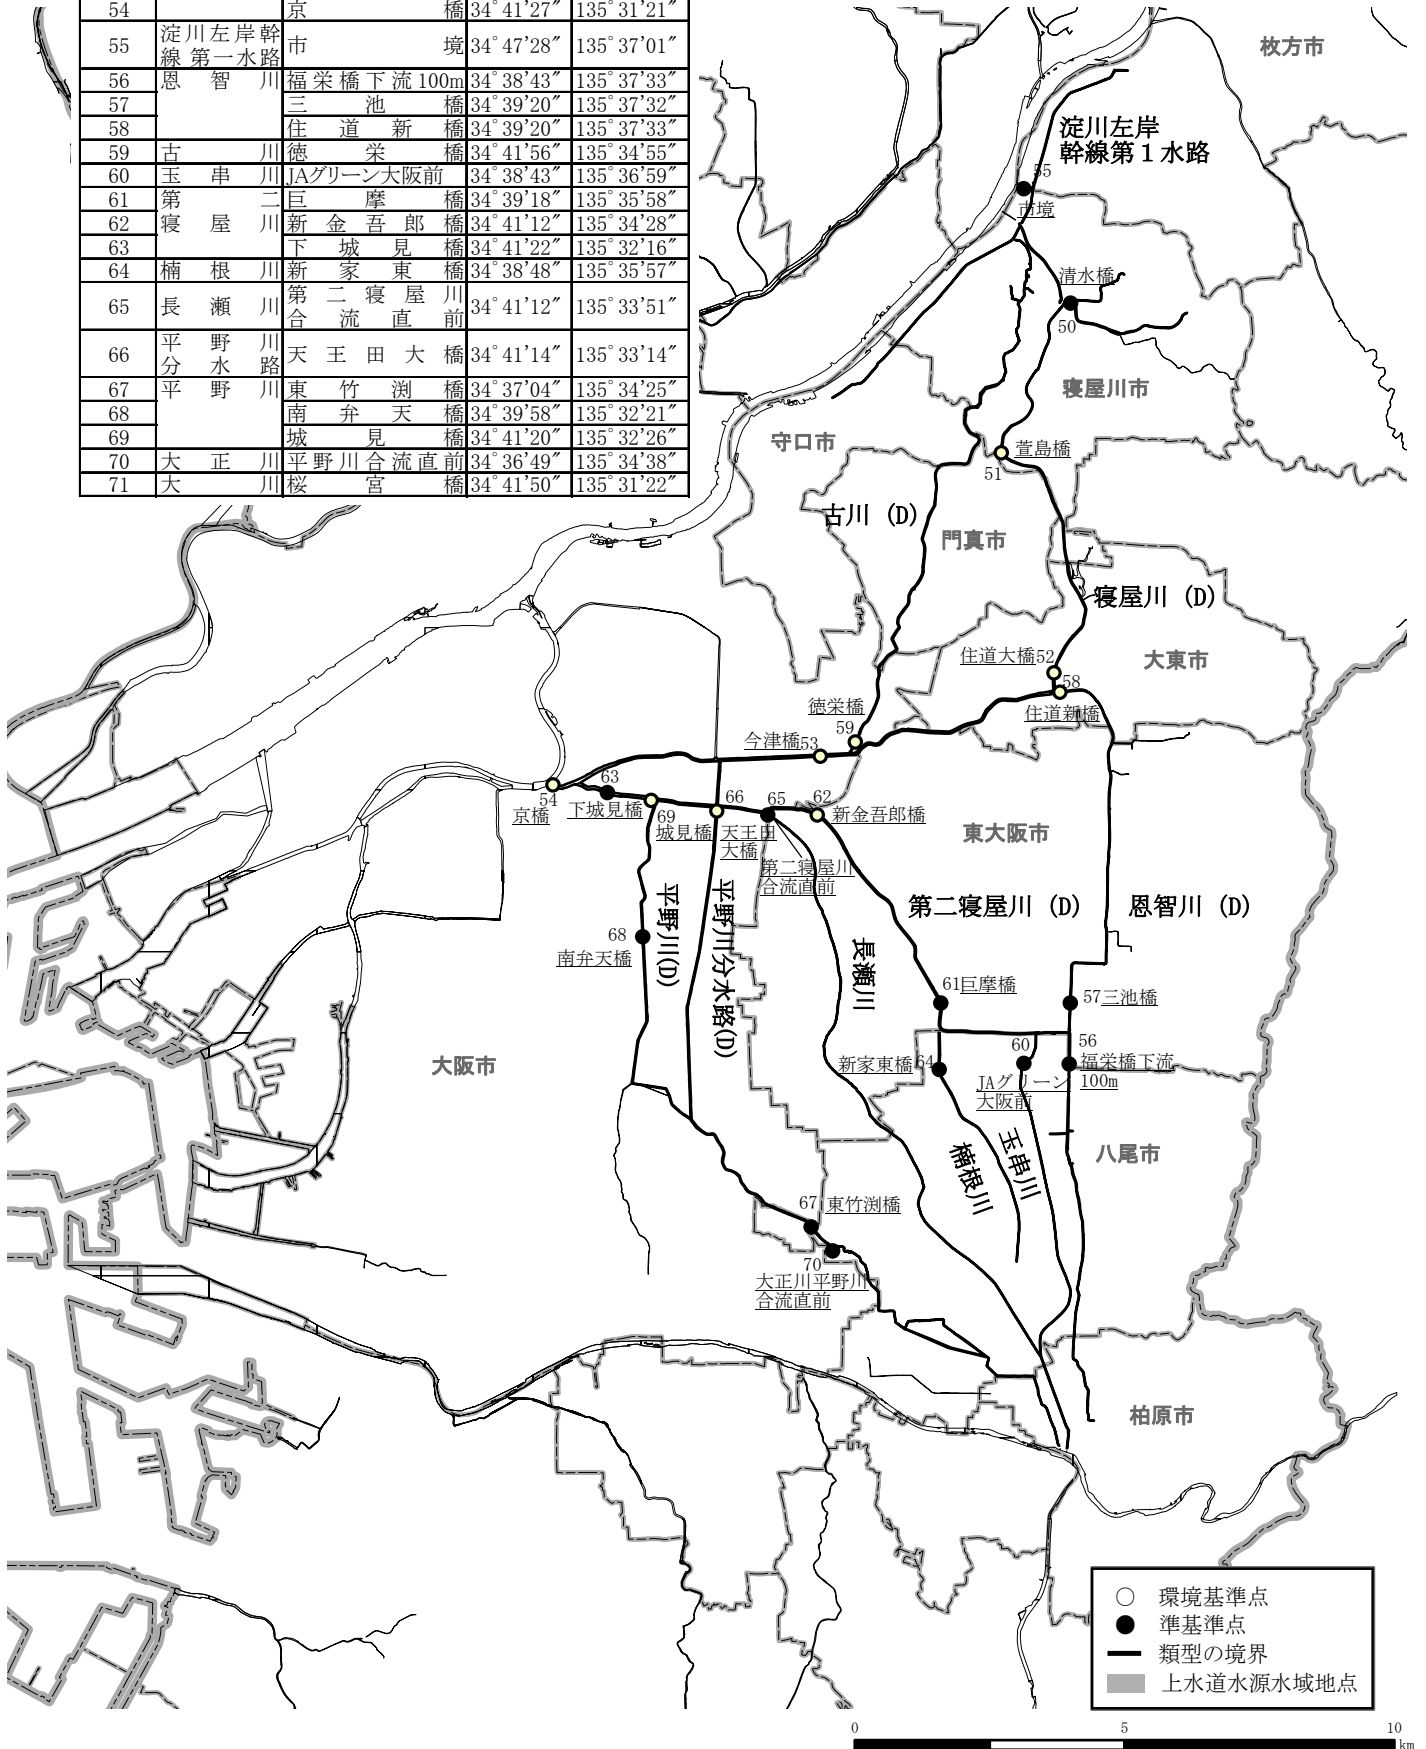 54 京橋 34°41′27″ 135°31′21″
55 淀川左岸幹線 第一水路 市境 34°47′28″ 135°37′01″
56 恩智川 福栄橋下流100m 34°38′43″ 135°37′33″
57 三池橋 34°39′20″ 135°37′32″
58 住道新橋 34°39′20″ 135°37′33″
59 古川 徳栄橋 34°41′56″ 135°34′55″
60 玉串川 JAグリーン大阪前 34°38′43″ 135°36′59″
61 第二 巨摩橋 34°39′18″ 135°35′58″
62 寝屋川 新金吾郎橋 34°41′12″ 135°34′28″
63 下城見橋 34°41′22″ 135°32′16″
64 楠根川 新家東橋 34°38′48″ 135°35′57″
65 長瀬川 第二寝屋川合流直前 34°41′12″ 135°33′51″
66 平野川分水路 天王田大橋 34°41′14″ 135°33′14″
67 平野川 東竹渕橋 34°37′04″ 135°34′25″
68 南弁天橋 34°39′58″ 135°32′21″
69 城見橋 34°41′20″ 135°32′26″
70 大正川 平野川合流直前 34°36′49″ 135°34′38″
71 大川 桜宮橋 34°41′50″ 135°31′22″
枚方市
淀川左岸
幹線第1水路
55
市境
清水橋
50
寝屋川市
守口市
萱島橋
51
古川 (D)
門真市
寝屋川 (D)
住道大橋52
大東市
58
住道新橋
徳栄橋
59
今津橋53
63
54
京橋
下城見橋
69
城見橋
66
天王田
大橋
65
第二寝屋川
合流直前
62
新金吾郎橋
東大阪市
第二寝屋川 (D)
恩智川 (D)
平野川(D)
平野川分水路(D)
長瀬川
68
南弁天橋
61巨摩橋
57三池橋
大阪市
新家東橋64
60
JAグリーン
大阪前
56
福栄橋下流
100m
楠根川
玉串川
八尾市
67 東竹渕橋
70
大正川平野川
合流直前
柏原市
○ 環境基準点
● 準基準点
類型の境界
上水道水源水域地点
0 5 10
km